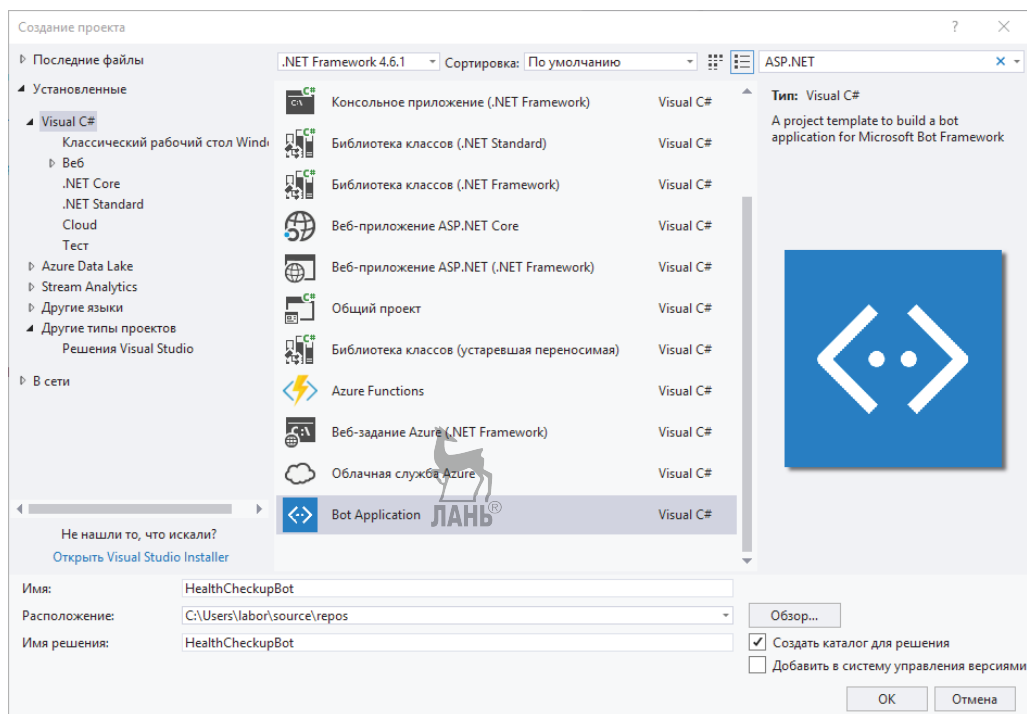 Создание проекта
Последние файлы
Установленные
Visual C#
Классический рабочий стол Windo
Веб
.NET Core
.NET Standard
Cloud
Тест
Azure Data Lake
Stream Analytics
Другие языки
Другие типы проектов
Решения Visual Studio
В сети
Не нашли то, что искали?
Открыть Visual Studio Installer
.NET Framework 4.6.1 Сортировка: По умолчанию
ASP.NET
Консольное приложение (.NET Framework) Visual C#
Библиотека классов (.NET Standard) Visual C#
Библиотека классов (.NET Framework) Visual C#
Веб-приложение ASP.NET Core Visual C#
Веб-приложение ASP.NET (.NET Framework) Visual C#
Общий проект Visual C#
Библиотека классов (устаревшая переносимая) Visual C#
Azure Functions Visual C#
Веб-задание Azure (.NET Framework) Visual C#
Облачная служба Azure Visual C#
Bot Application Visual C#
ЛАНЬ®
Тип: Visual C#
A project template to build a bot
application for Microsoft Bot Framework
Имя: HealthCheckupBot
Расположение: C:\Users\labor\source\repos
Обзор...
Имя решения: HealthCheckupBot
Создать каталог для решения
Добавить в систему управления версиями
ОК Отмена